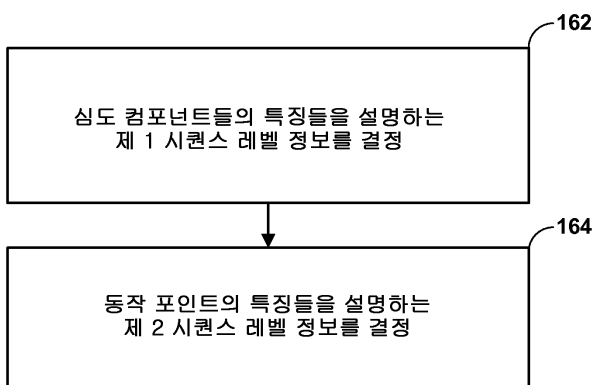 162
심도 컴포넌트들의 특징들을 설명하는
제 1 시퀀스 레벨 정보를 결정
164
동작 포인트의 특징들을 설명하는
제 2 시퀀스 레벨 정보를 결정